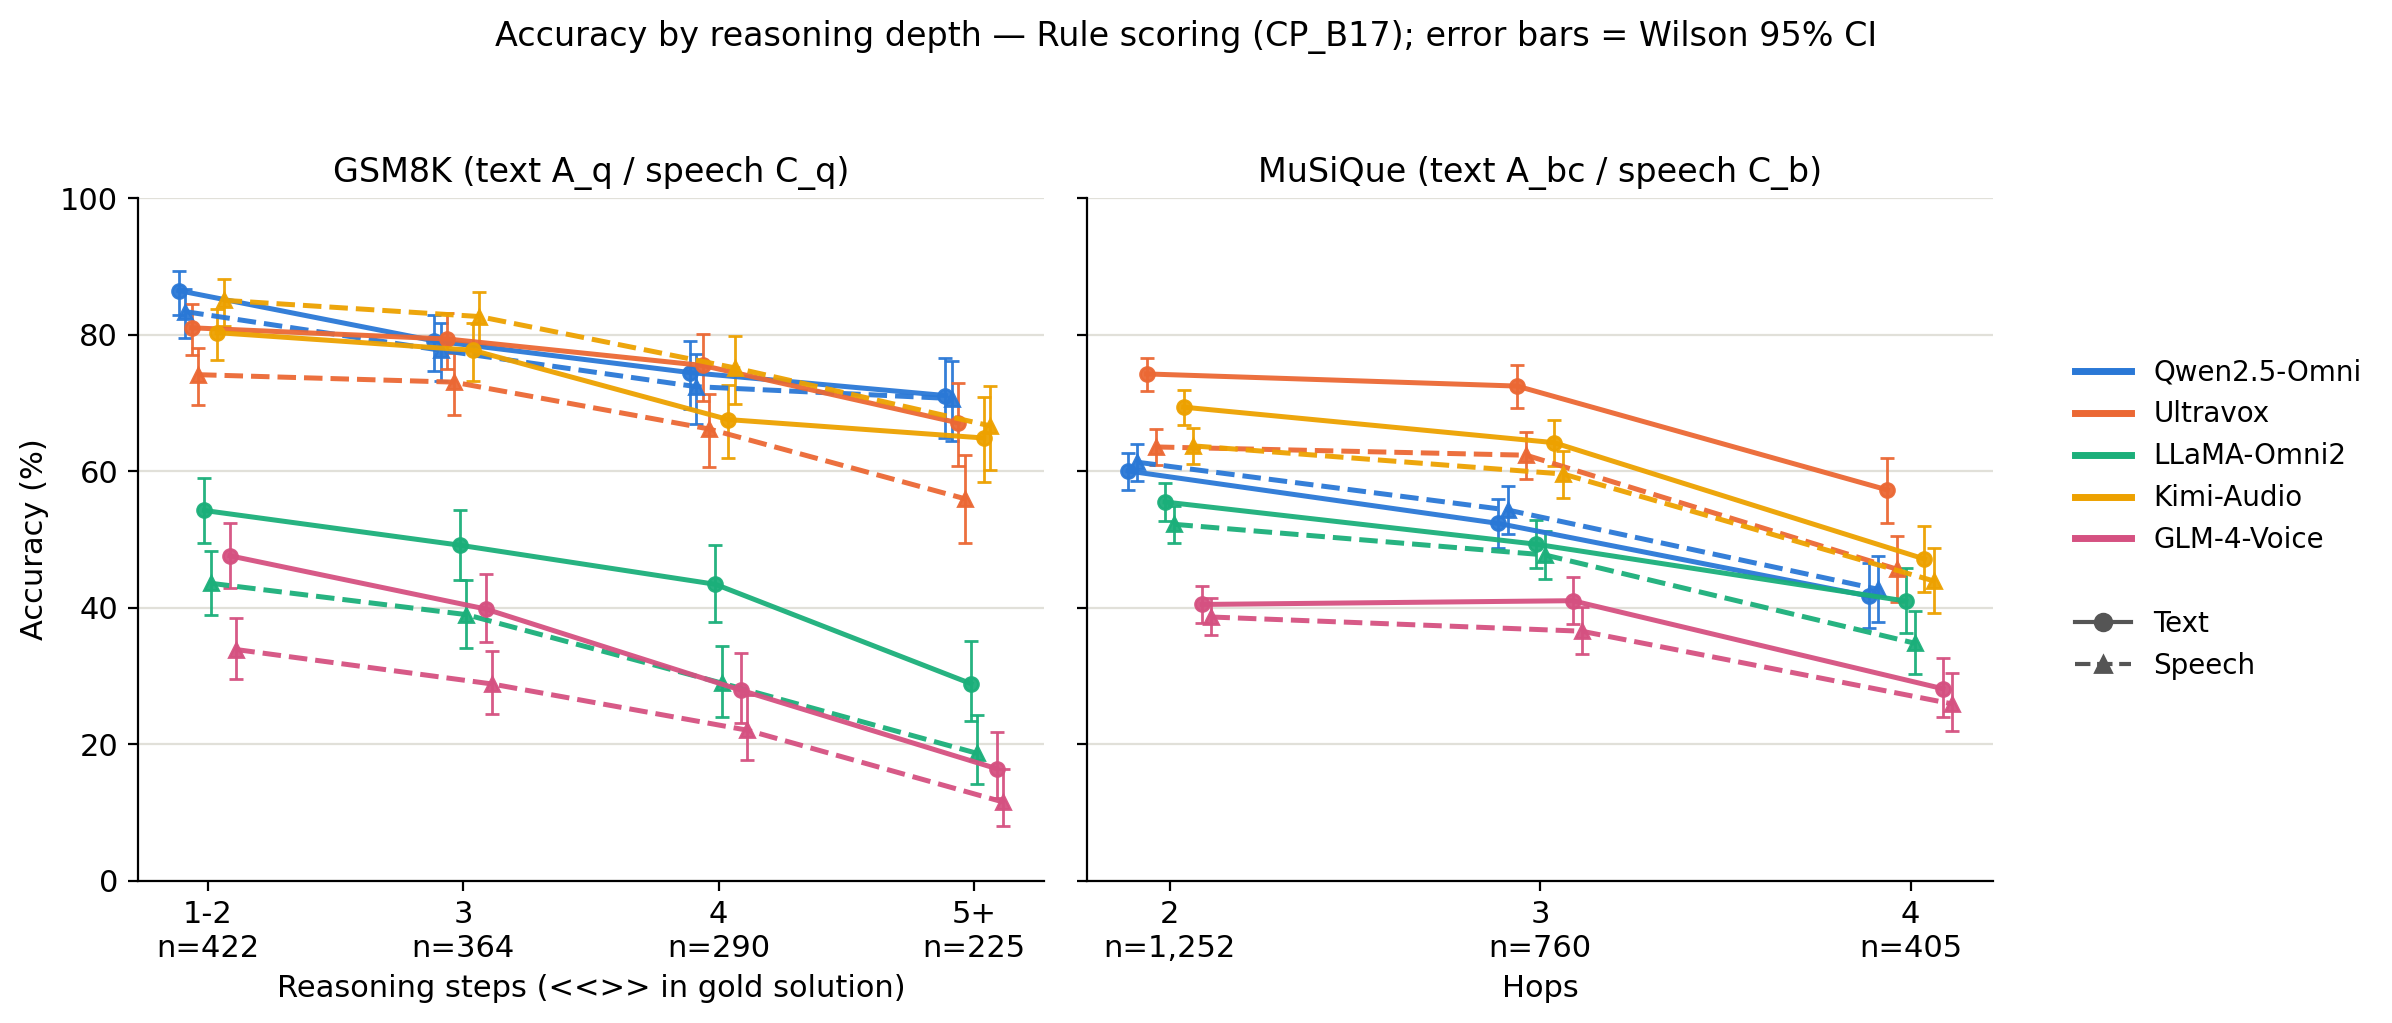 Accuracy by reasoning depth — Rule scoring (CP_B17); error bars = Wilson 95% CI
GSM8K (text A_q / speech C_q)
MuSiQue (text A_bc / speech C_b)
Accuracy (%)
100
80
60
40
20
0
1-2
n=422
3
n=364
4
n=290
5+
n=225
Reasoning steps (<<>> in gold solution)
2
n=1,252
3
n=760
4
n=405
Hops
Qwen2.5-Omni
Ultravox
LLaMA-Omni2
Kimi-Audio
GLM-4-Voice
Text
Speech